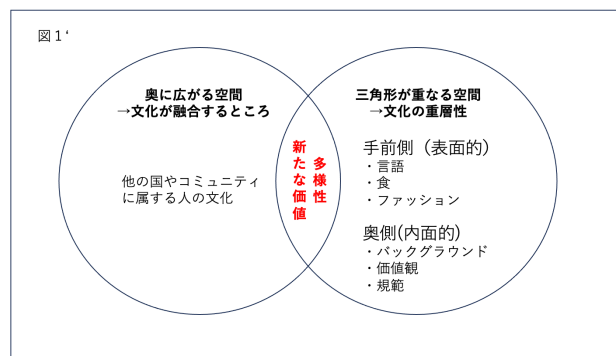 図1‘
奥に広がる空間
→文化が融合するところ
他の国やコミュニティ
に属する人の文化
多様性
新たな価値
三角形が重なる空間
→文化の重層性
手前側（表面的）
・言語
・食
・ファッション
奥側(内面的)
・バックグラウンド
・価値観
・規範